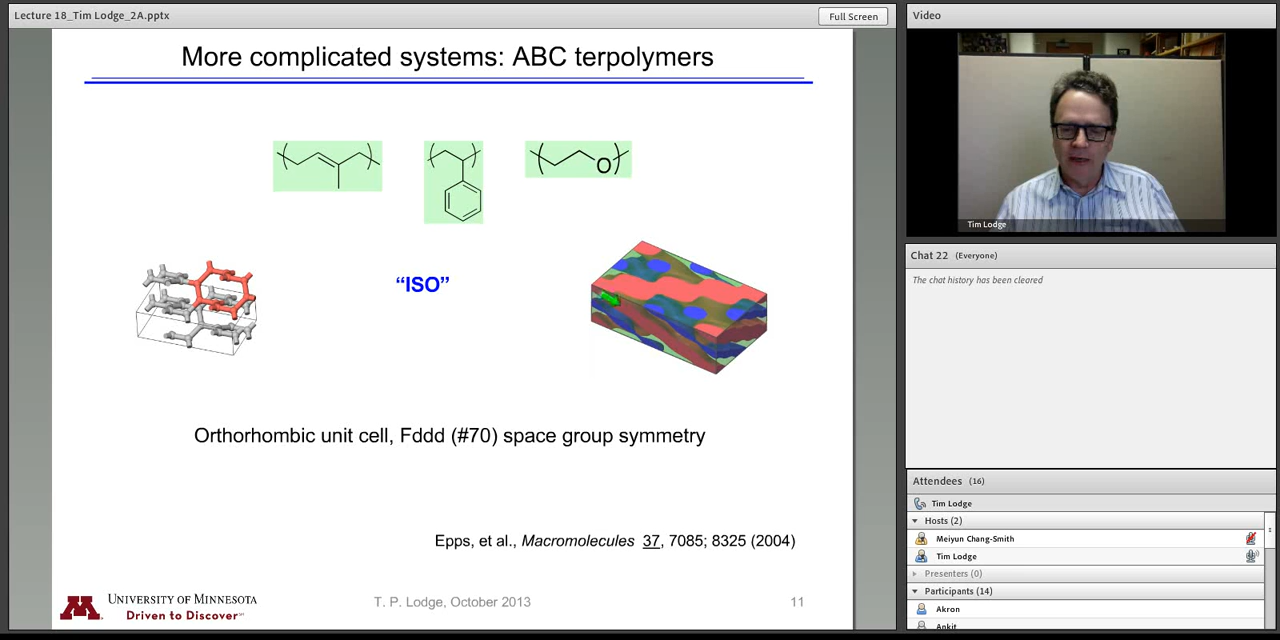 Lecture 18_Tim Lodge_2A.pptx
Full Screen
More complicated systems: ABC terpolymers
O
“ISO”
Orthorhombic unit cell, Fddd (#70) space group symmetry
Epps, et al., Macromolecules 37, 7085; 8325 (2004)
M
UNIVERSITY OF MINNESOTA
Driven to Discover℠
T. P. Lodge, October 2013
11
Video
Tim Lodge
Chat 22 (Everyone)
The chat history has been cleared
Attendees (16)
Tim Lodge
Hosts (2)
Meiyun Chang-Smith
Tim Lodge
Presenters (0)
Participants (14)
Akron
Ankit